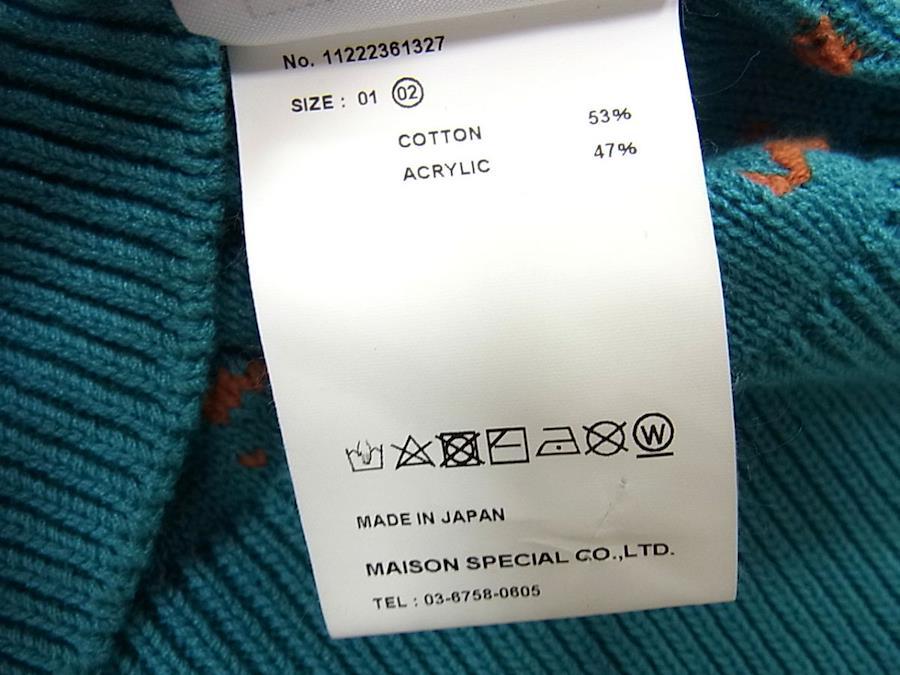 No. 11222361327
SIZE : 01 02
COTTON 53%
ACRYLIC 47%
W
MADE IN JAPAN
MAISON SPECIAL CO.,LTD.
TEL : 03-6758-0605